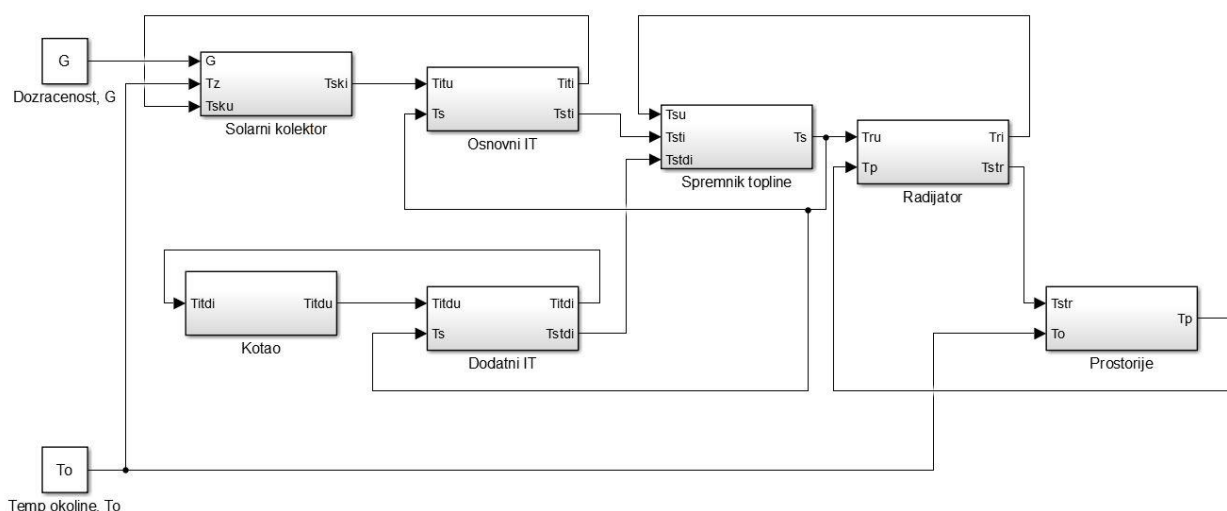 G
Dozracenost, G
G
Tz
Tsku
Tski
Solarni kolektor
Titu
Ts
Titi
Tsti
Osnovni IT
Tsu
Tsti
Tstdi
Ts
Spremnik topline
Tru
Tp
Tri
Tstr
Radijator
Titdi
Titdu
Kotao
Titdu
Ts
Titdi
Tstdi
Dodatni IT
Tstr
To
Tp
Prostorije
To
Temp okoline, To